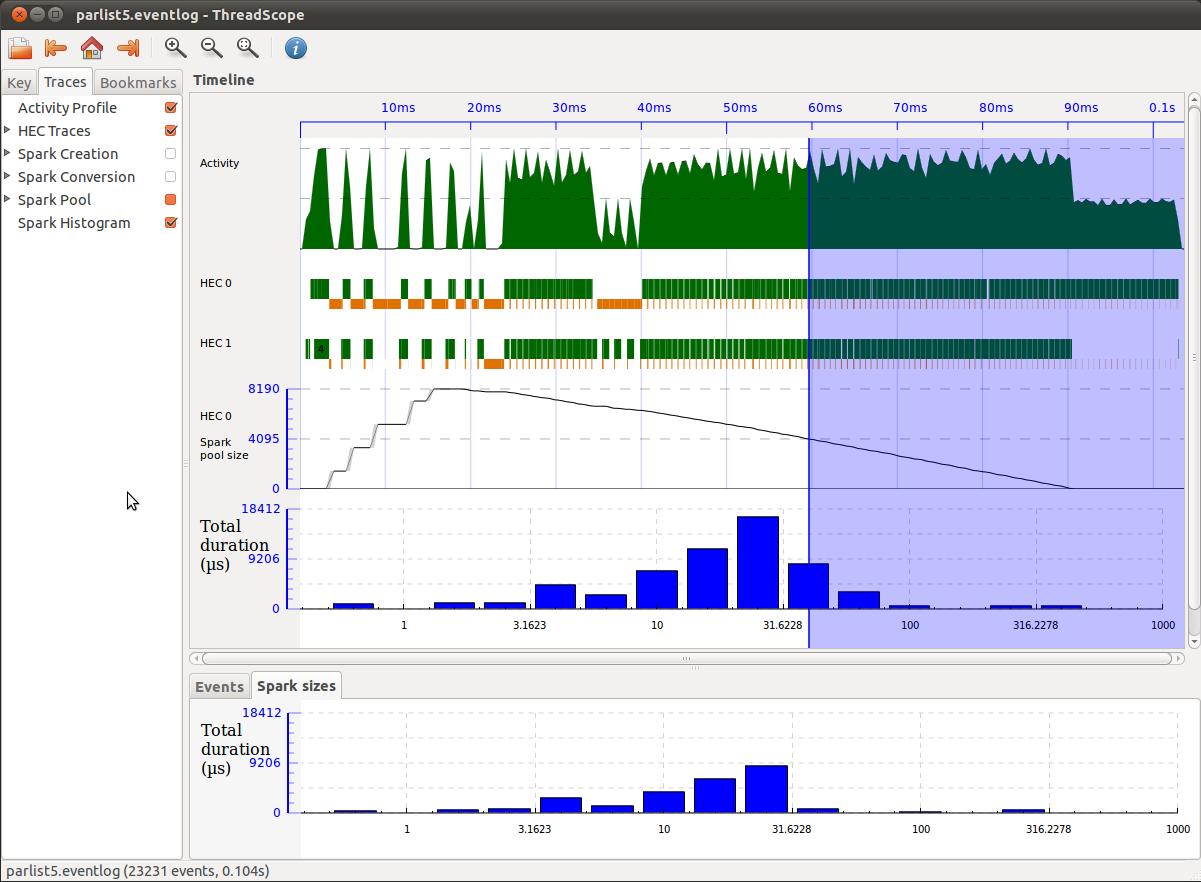 parlist5.eventlog - ThreadScope
Key Traces Bookmarks
Activity Profile
HEC Traces
Spark Creation
Spark Conversion
Spark Pool
Spark Histogram
Timeline
10ms 20ms 30ms 40ms 50ms 60ms 70ms 80ms 90ms 0.1s
Activity
HEC 0
HEC 1
4
8190
HEC 0
Spark
pool size
4095
0
18412
Total
duration
(µs)
9206
0
1 3.1623 10 31.6228 100 316.2278 1000
Events Spark sizes
18412
Total
duration
(µs)
9206
0
1 3.1623 10 31.6228 100 316.2278 1000
parlist5.eventlog (23231 events, 0.104s)